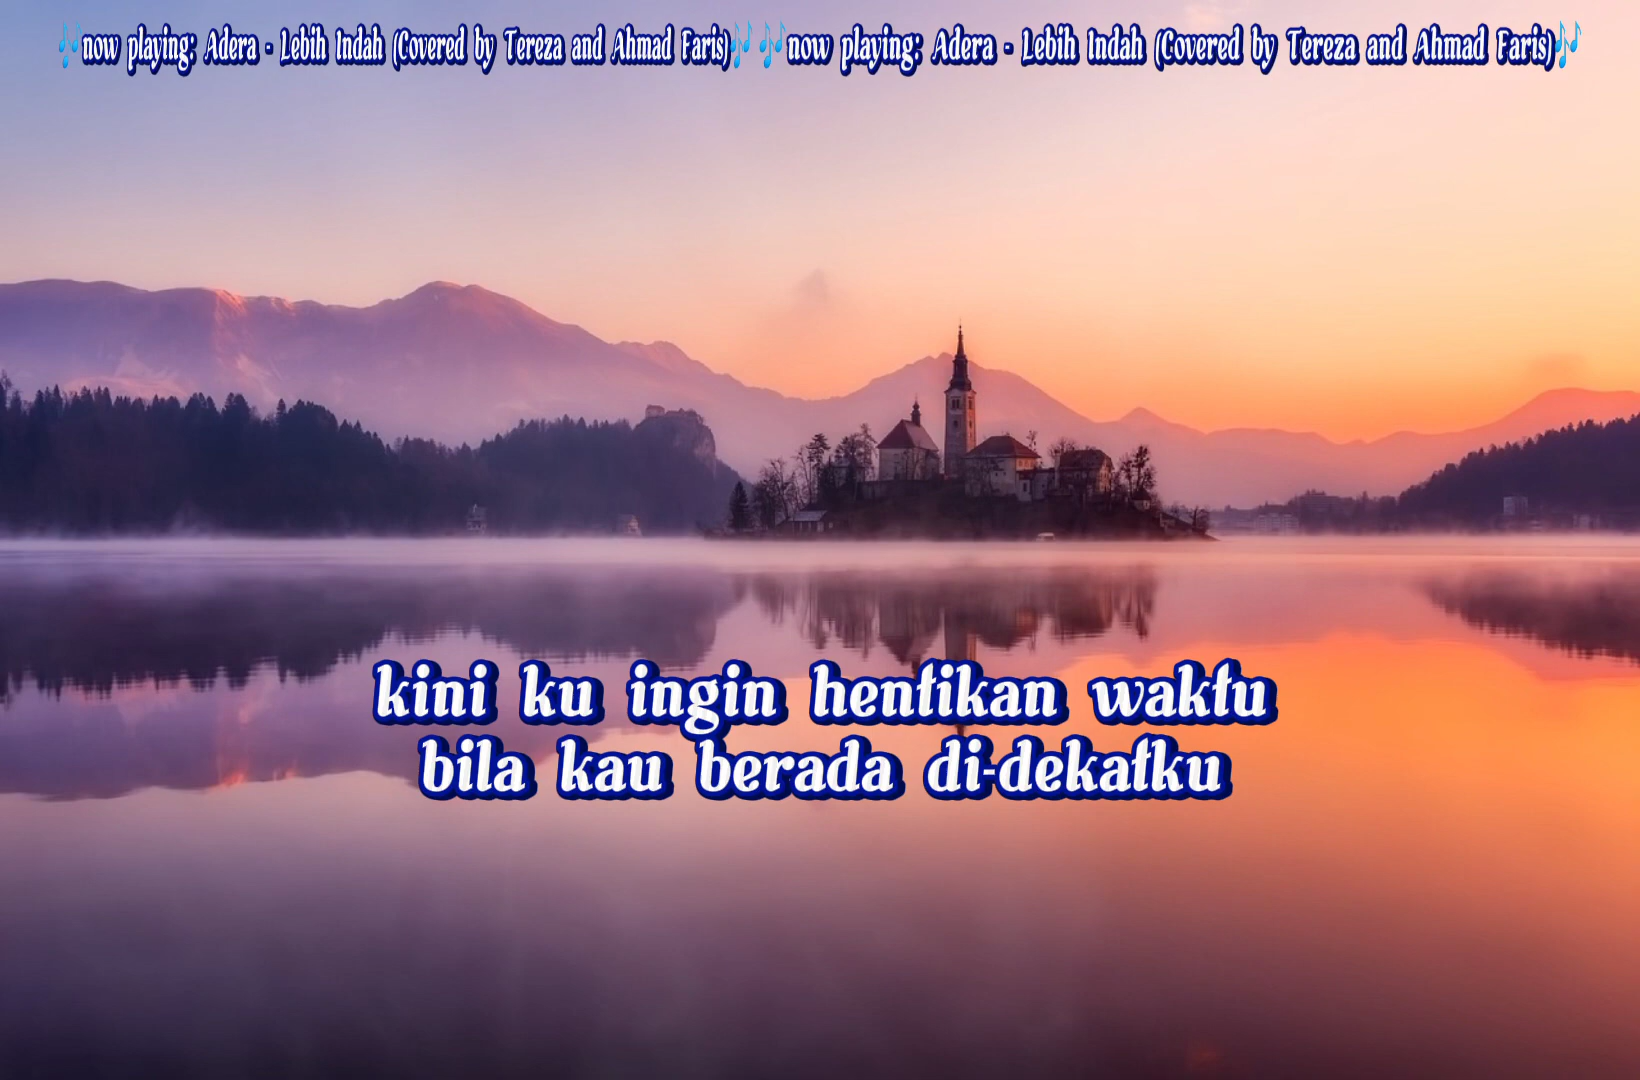 🎶now playing: Adera - Lebih Indah (Covered by Tereza and Ahmad Faris)🎶🎶now playing: Adera - Lebih Indah (Covered by Tereza and Ahmad Faris)🎶
kini ku ingin hentikan waktu
bila kau berada di-dekatku